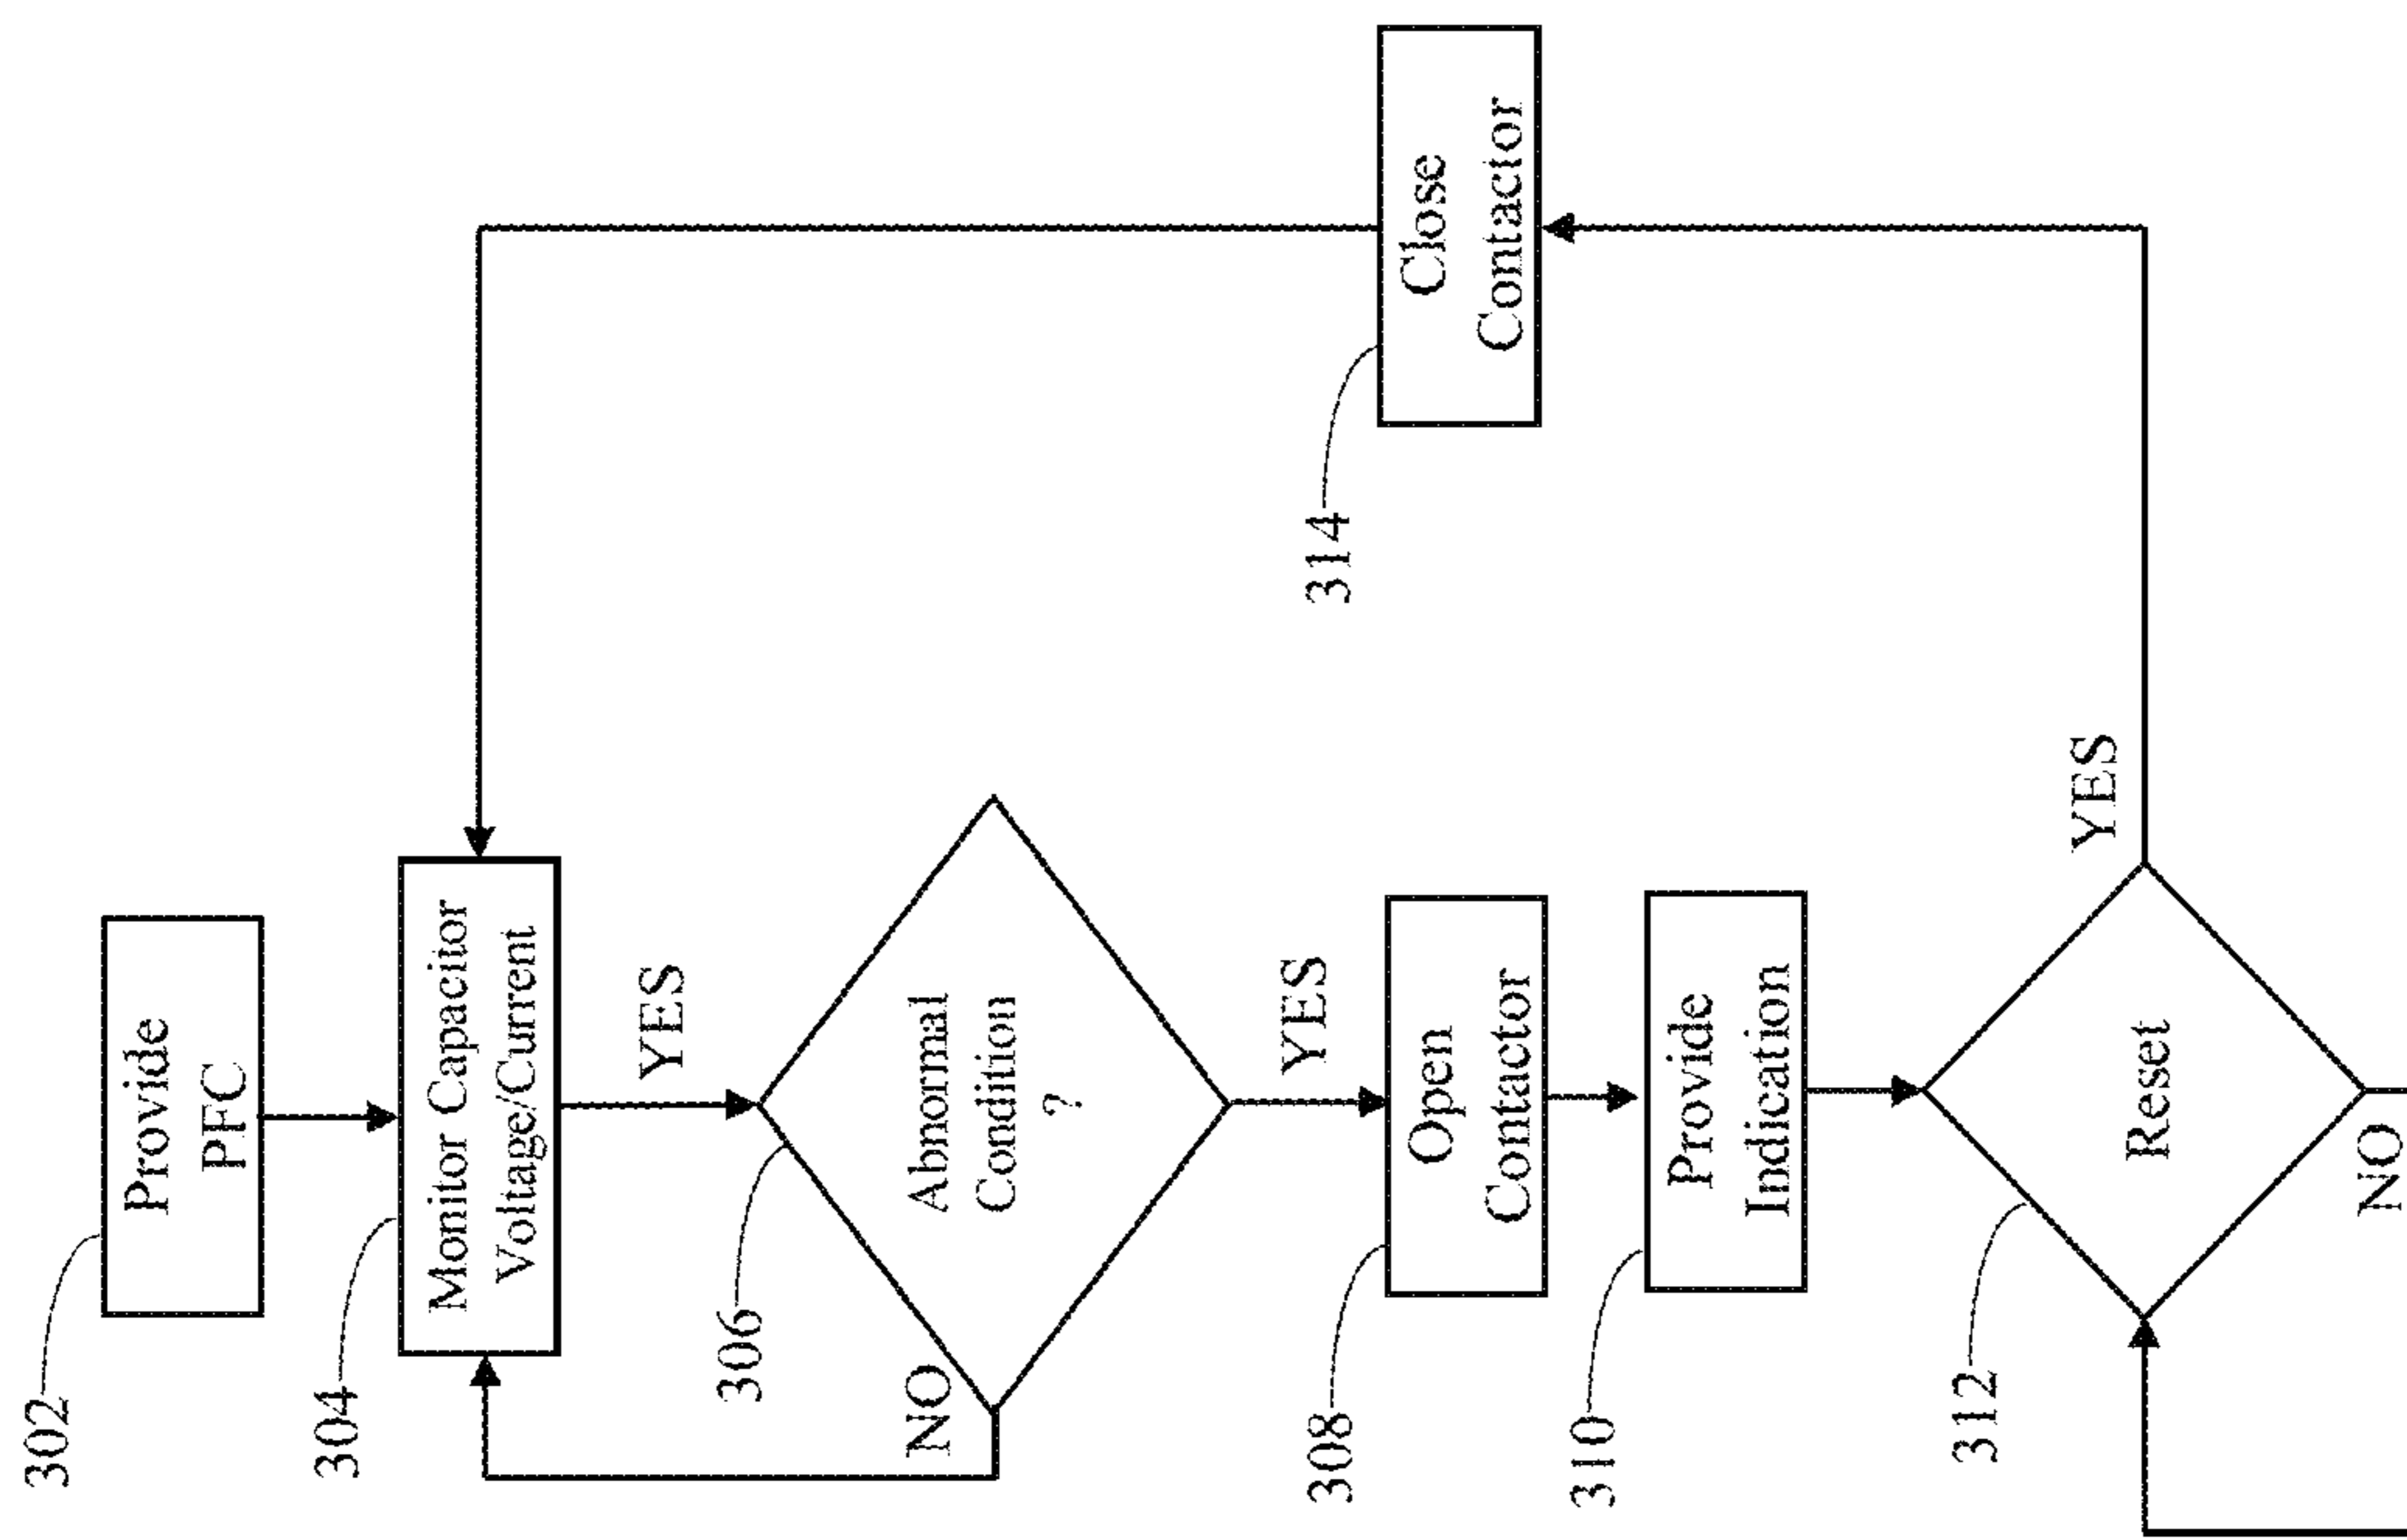 302
Provide
PFC
304
Monitor Capacitor
Voltage/Current
YES
306
Abnormal
Condition
?
NO
YES
308
Open
Contactor
310
Provide
Indication
312
Reset
YES
NO
314
Close
Contactor